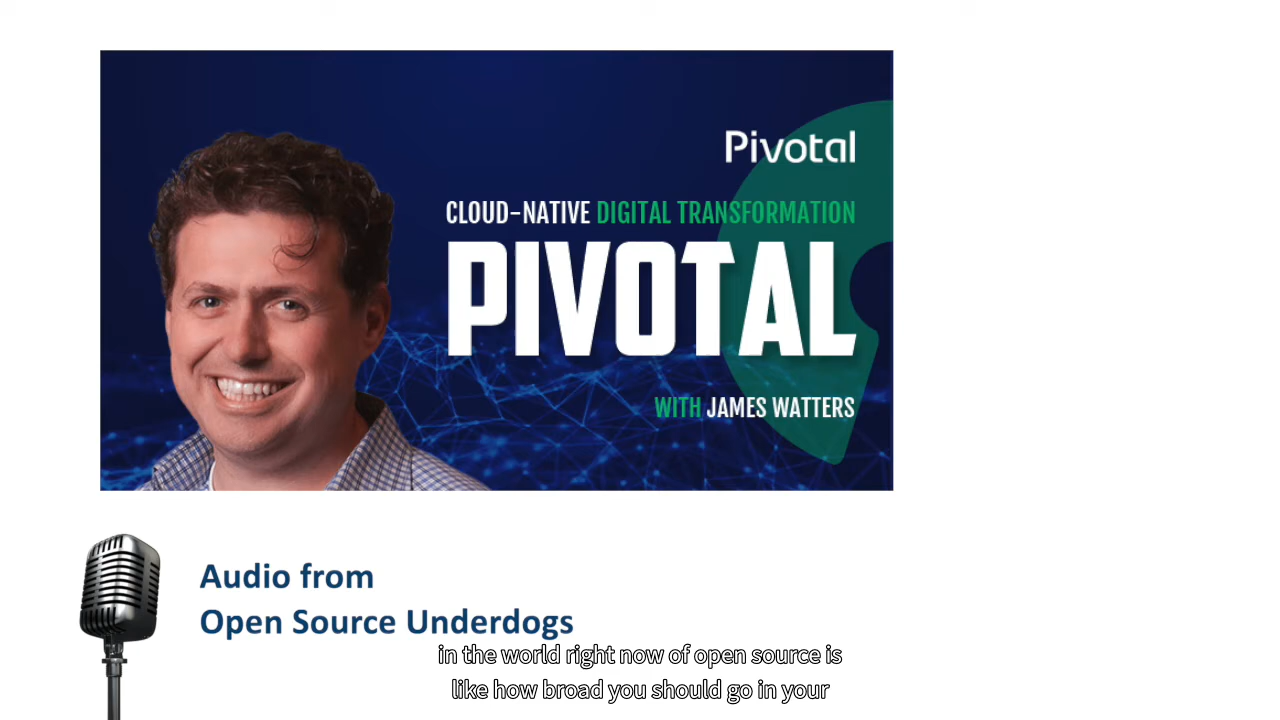 Pivotal
CLOUD-NATIVE DIGITAL TRANSFORMATION
PIVOTAL
WITH JAMES WATTERS
Audio from
Open Source Underdogs
in the world right now of open source is
like how broad you should go in your